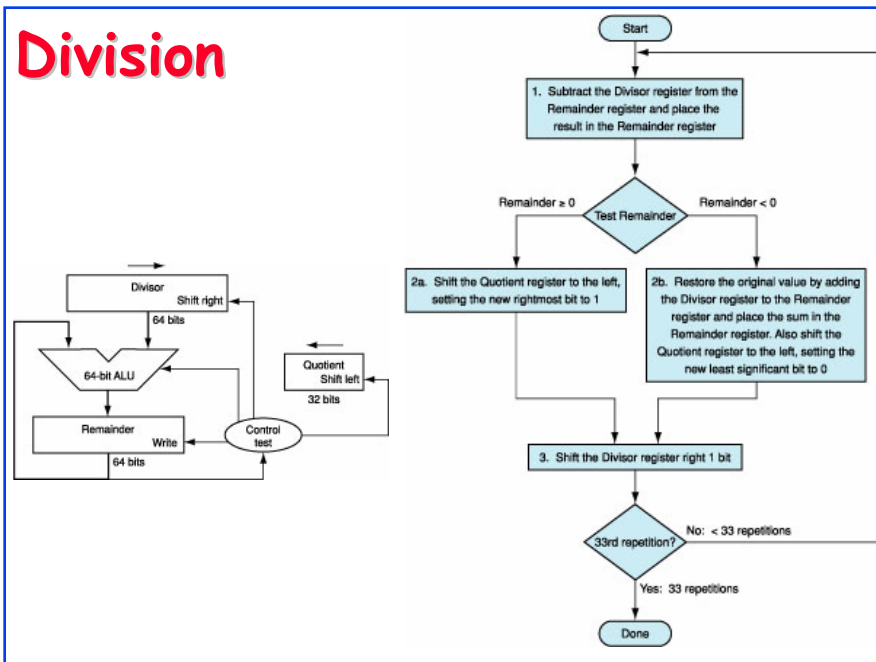 Division
Start
1. Subtract the Divisor register from the
Remainder register and place the
result in the Remainder register
Remainder ≥ 0
Remainder < 0
Test Remainder
2a. Shift the Quotient register to the left,
setting the new rightmost bit to 1
2b. Restore the original value by adding
the Divisor register to the Remainder
register and place the sum in the
Remainder register. Also shift the
Quotient register to the left, setting the
new least significant bit to 0
3. Shift the Divisor register right 1 bit
33rd repetition?
No: < 33 repetitions
Yes: 33 repetitions
Done
Divisor
Shift right
64 bits
64-bit ALU
Quotient
Shift left
32 bits
Remainder
Write
64 bits
Control
test